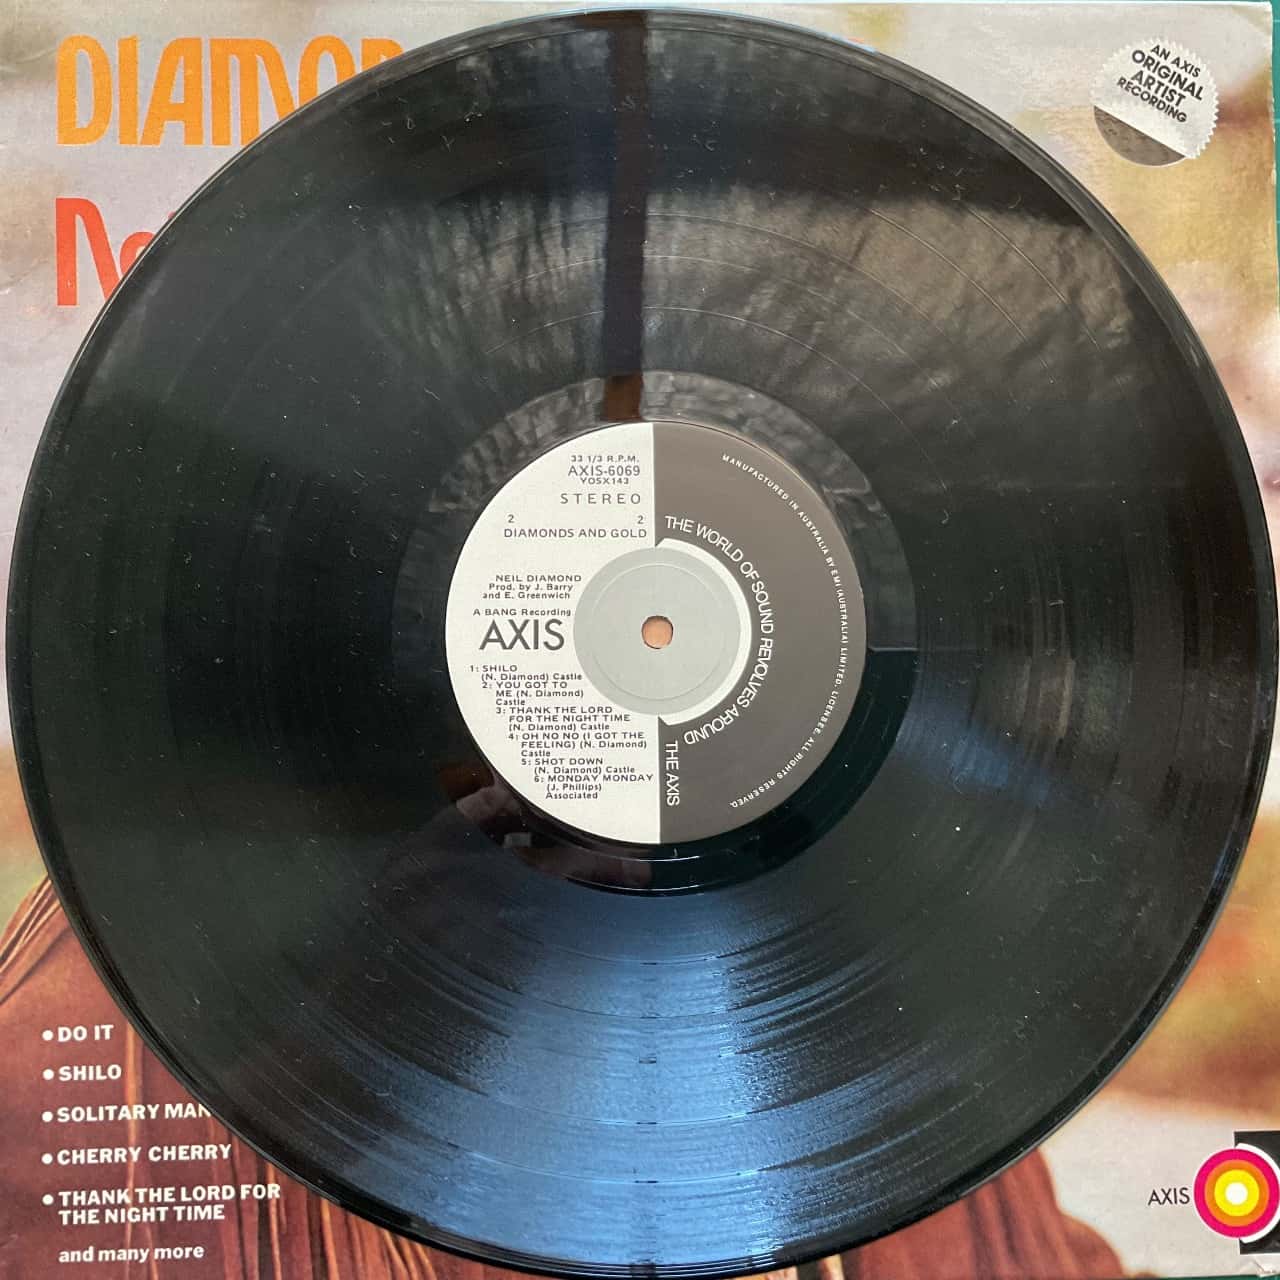 DIAMON
N
AN AXIS
ORIGINAL
ARTIST
RECORDING
33 1/3 R.P.M.
AXIS-6069
YOSX143
STEREO
2 2
DIAMONDS AND GOLD
NEIL DIAMOND
Prod. by J. Barry
and E. Greenwich
A BANG Recording
AXIS
1: SHILO
(N. Diamond) Castle
2: YOU GOT TO
ME (N. Diamond)
Castle
3: THANK THE LORD
FOR THE NIGHT TIME
(N. Diamond) Castle
4: OH NO NO (I GOT THE
FEELING) (N. Diamond)
Castle
5: SHOT DOWN
(N. Diamond) Castle
6: MONDAY MONDAY
(J. Phillips)
Associated
THE WORLD OF SOUND REVOLVES AROUND
THE AXIS
MANUFACTURED IN AUSTRALIA BY EMI (AUSTRALIA) LIMITED. LICENSEE. ALL RIGHTS RESERVED.
• DO IT
• SHILO
• SOLITARY MAN
• CHERRY CHERRY
• THANK THE LORD FOR
THE NIGHT TIME
and many more
AXIS